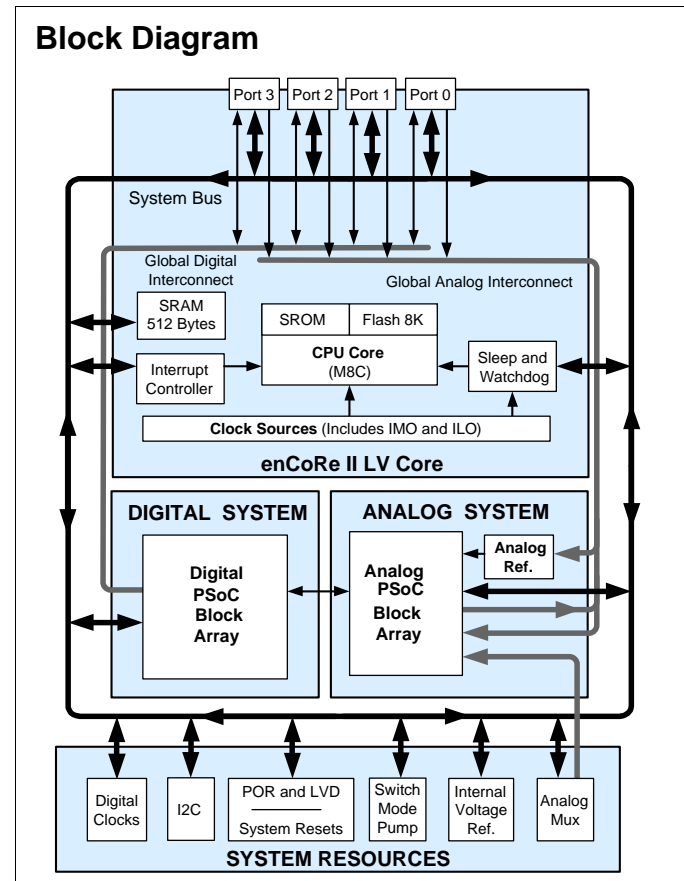 Block Diagram
Port 3
Port 2
Port 1
Port 0
System Bus
Global Digital
Interconnect
Global Analog Interconnect
SRAM
512 Bytes
SROM
Flash 8K
CPU Core
(M8C)
Interrupt
Controller
Sleep and
Watchdog
Clock Sources (Includes IMO and ILO)
enCoRe II LV Core
DIGITAL SYSTEM
ANALOG SYSTEM
Digital
PSoC
Block
Array
Analog
PSoC
Block
Array
Analog
Ref.
Digital
Clocks
I2C
POR and LVD
System Resets
Switch
Mode
Pump
Internal
Voltage
Ref.
Analog
Mux
SYSTEM RESOURCES